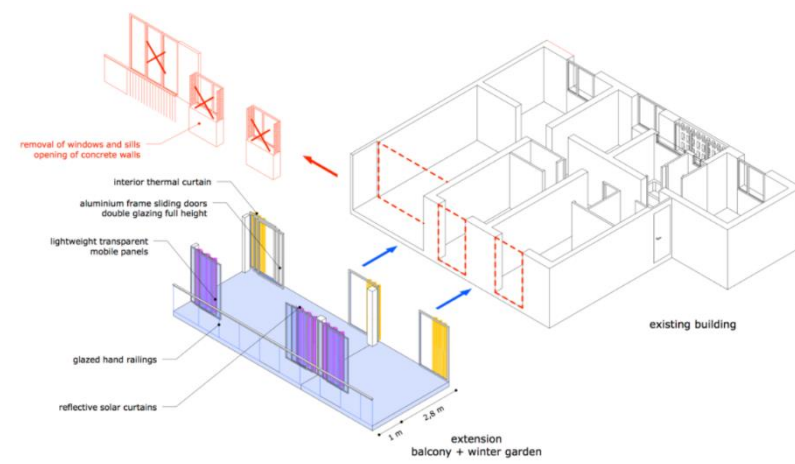 removal of windows and sills
opening of concrete walls
interior thermal curtain
aluminium frame sliding doors
double glazing full height
lightweight transparent
mobile panels
glazed hand railings
reflective solar curtains
1 m
2,8 m
extension
balcony + winter garden
existing building